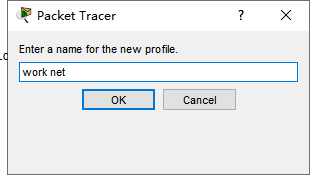 Packet Tracer
Enter a name for the new profile.
work net
OK Cancel